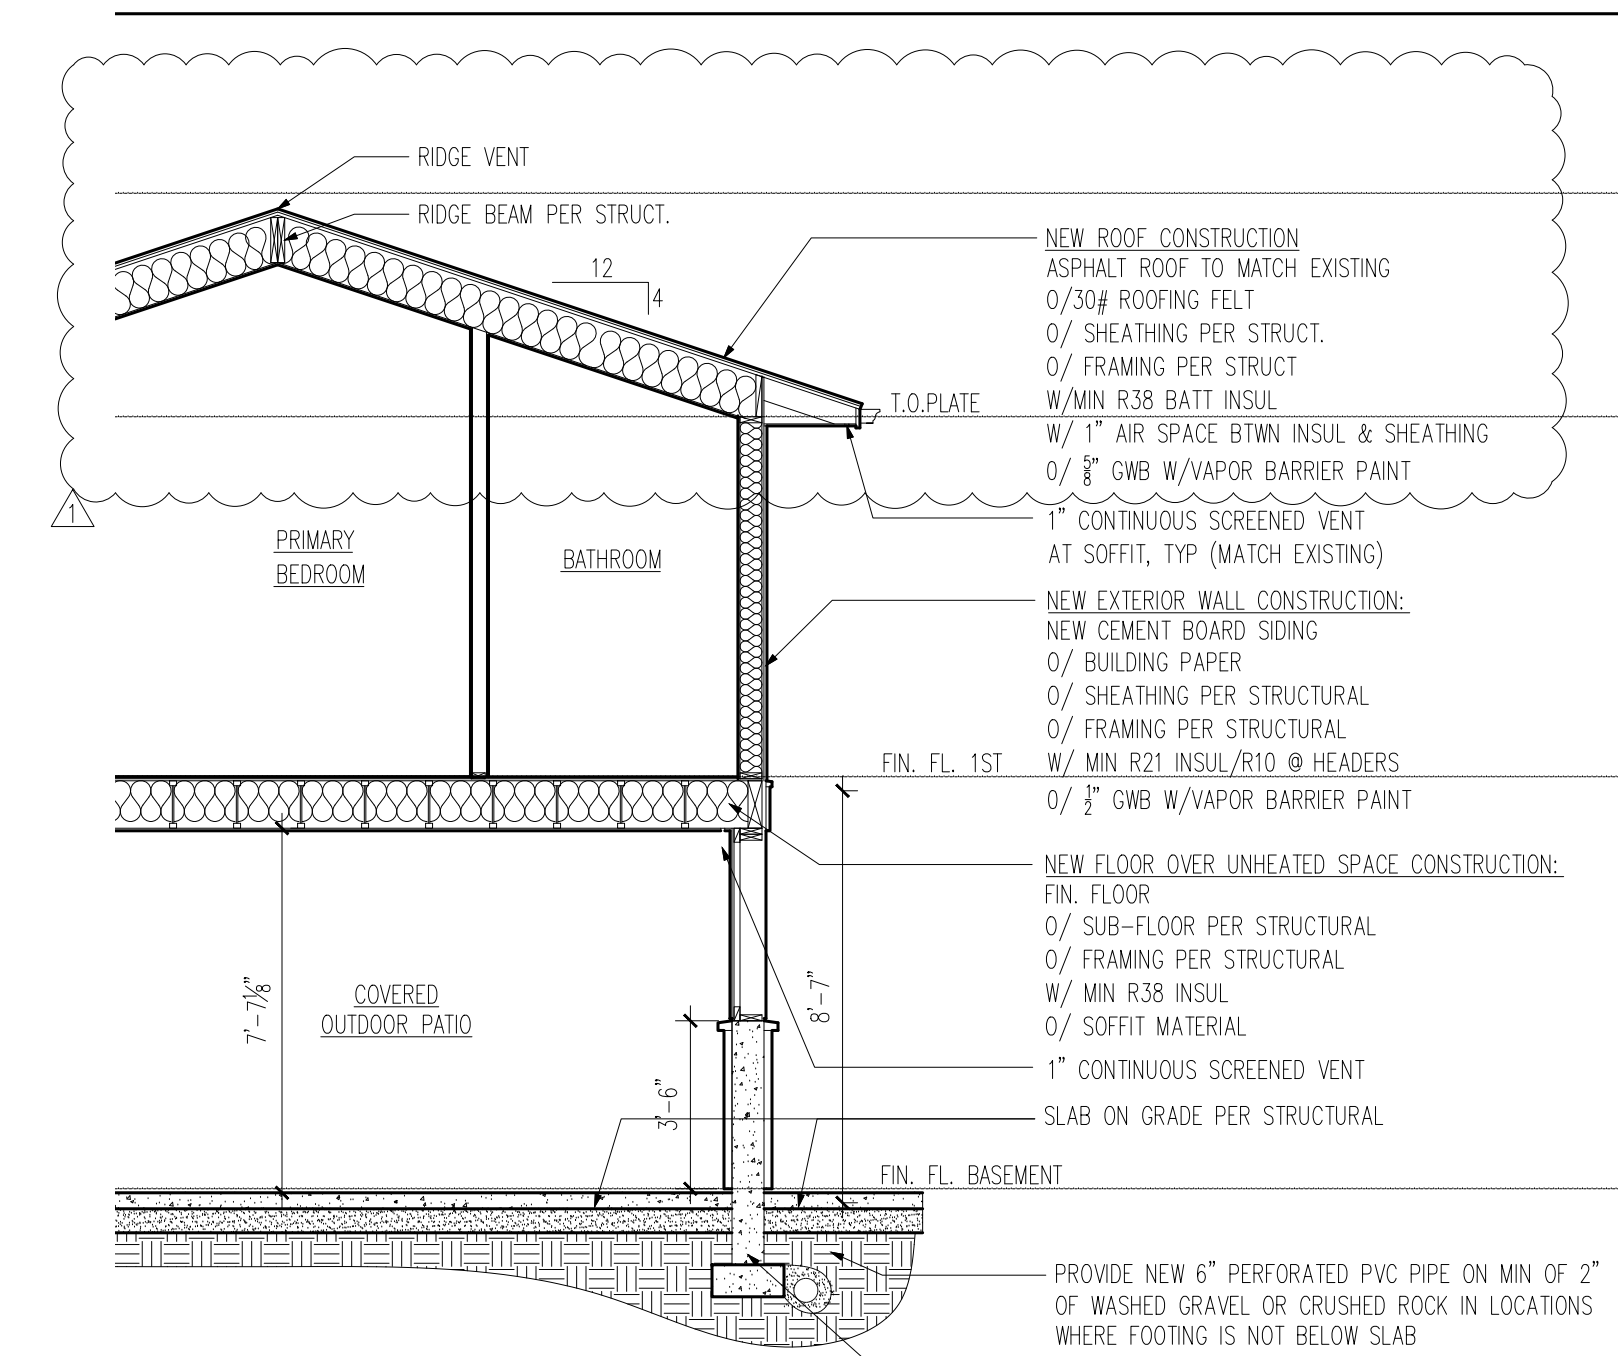 RIDGE VENT
RIDGE BEAM PER STRUCT.
12
4
NEW ROOF CONSTRUCTION
ASPHALT ROOF TO MATCH EXISTING
O/30# ROOFING FELT
O/ SHEATHING PER STRUCT.
O/ FRAMING PER STRUCT
W/MIN R38 BATT INSUL
W/ 1" AIR SPACE BTWN INSUL & SHEATHING
O/ 5/8" GWB W/VAPOR BARRIER PAINT
T.O.PLATE
1
1" CONTINUOUS SCREENED VENT
AT SOFFIT, TYP (MATCH EXISTING)
PRIMARY
BEDROOM
BATHROOM
NEW EXTERIOR WALL CONSTRUCTION:
NEW CEMENT BOARD SIDING
O/ BUILDING PAPER
O/ SHEATHING PER STRUCTURAL
O/ FRAMING PER STRUCTURAL
W/ MIN R21 INSUL/R10 @ HEADERS
O/ 1/2" GWB W/VAPOR BARRIER PAINT
FIN. FL. 1ST
NEW FLOOR OVER UNHEATED SPACE CONSTRUCTION:
FIN. FLOOR
O/ SUB-FLOOR PER STRUCTURAL
O/ FRAMING PER STRUCTURAL
W/ MIN R38 INSUL
O/ SOFFIT MATERIAL
1" CONTINUOUS SCREENED VENT
7'-7⅛"
COVERED
OUTDOOR PATIO
8'-7"
3'-6"
SLAB ON GRADE PER STRUCTURAL
FIN. FL. BASEMENT
PROVIDE NEW 6" PERFORATED PVC PIPE ON MIN OF 2"
OF WASHED GRAVEL OR CRUSHED ROCK IN LOCATIONS
WHERE FOOTING IS NOT BELOW SLAB